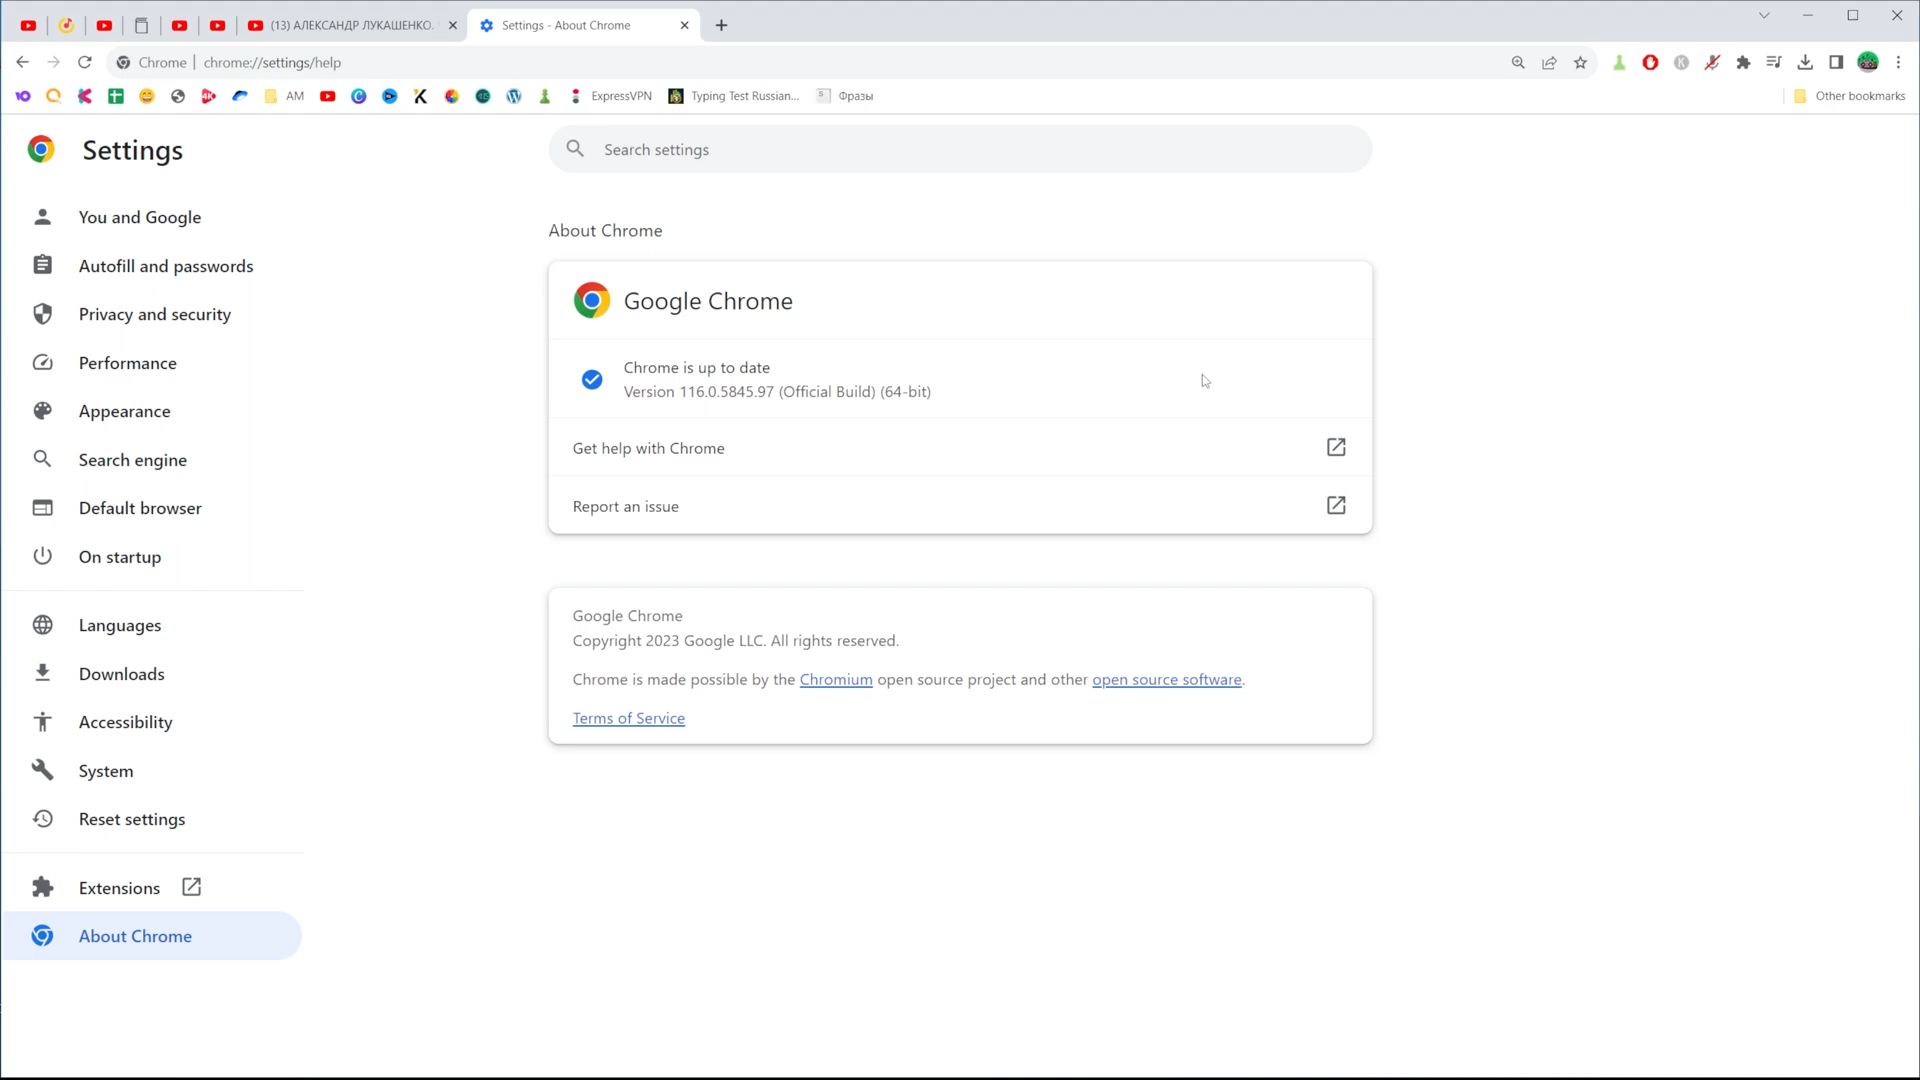 (13) АЛЕКСАНДР ЛУКАШЕНКО.
Settings - About Chrome
Chrome | chrome://settings/help
AM
ExpressVPN
Typing Test Russian...
Фразы
Other bookmarks
Settings
Search settings
You and Google
Autofill and passwords
Privacy and security
Performance
Appearance
Search engine
Default browser
On startup
Languages
Downloads
Accessibility
System
Reset settings
Extensions
About Chrome
About Chrome
Google Chrome
Chrome is up to date
Version 116.0.5845.97 (Official Build) (64-bit)
Get help with Chrome
Report an issue
Google Chrome
Copyright 2023 Google LLC. All rights reserved.
Chrome is made possible by the Chromium open source project and other open source software.
Terms of Service